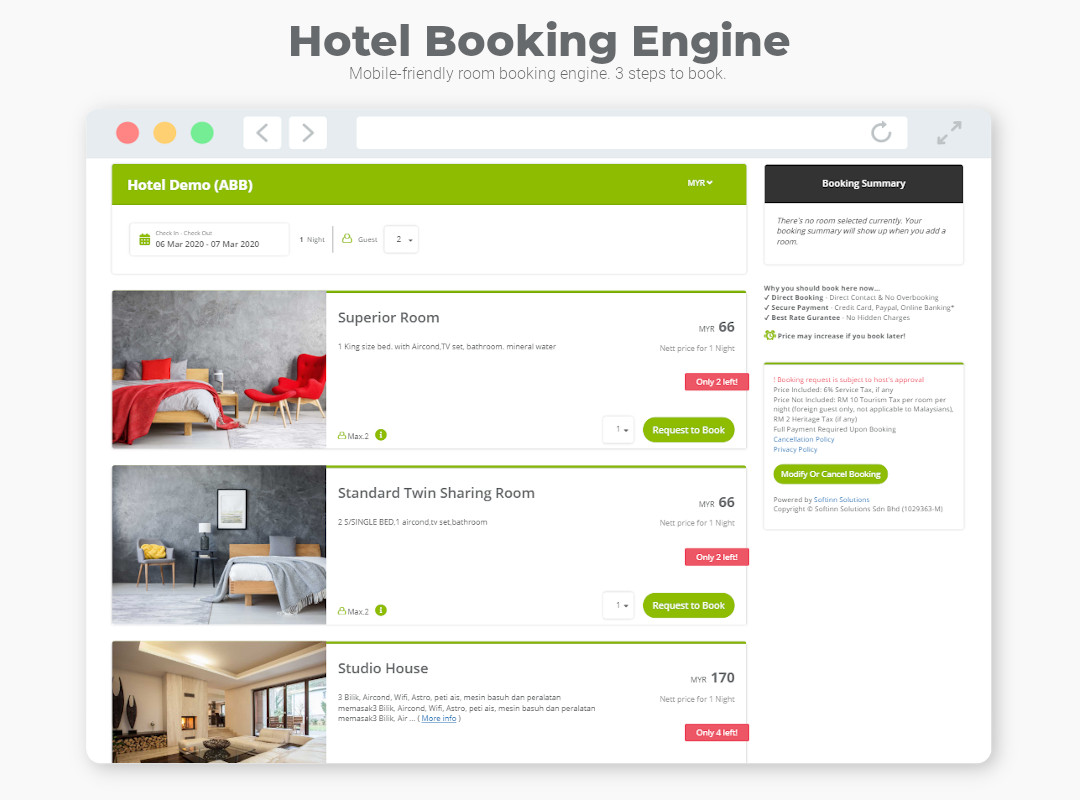 Hotel Booking Engine
Mobile-friendly room booking engine. 3 steps to book.
Hotel Demo (ABB)
MYR
Check In - Check Out
06 Mar 2020 - 07 Mar 2020
1 Night
Guest
2
Superior Room
1 King size bed. with Aircond,TV set, bathroom, mineral water
MYR 66
Nett price for 1 Night
Only 2 left!
Max.2
1
Request to Book
Standard Twin Sharing Room
2 S/SINGLE BED,1 aircond,tv set,bathroom
MYR 66
Nett price for 1 Night
Only 2 left!
Max.2
1
Request to Book
Studio House
3 Bilik, Aircond, Wifi, Astro, peti ais, mesin basuh dan peralatan
memasak3 Bilik, Aircond, Wifi, Astro, peti ais, mesin basuh dan peralatan
memasak3 Bilik, Air ... ( More info )
MYR 170
Nett price for 1 Night
Only 4 left!
Booking Summary
There's no room selected currently. Your
booking summary will show up when you add a
room.
Why you should book here now...
✓ Direct Booking - Direct Contact & No Overbooking
✓ Secure Payment - Credit Card, Paypal, Online Banking*
✓ Best Rate Gurantee - No Hidden Charges
Price may increase if you book later!
! Booking request is subject to host's approval
Price Included: 6% Service Tax, if any
Price Not Included: RM 10 Tourism Tax per room per
night (foreign guest only, not applicable to Malaysians),
RM 2 Heritage Tax (if any)
Full Payment Required Upon Booking
Cancellation Policy
Privacy Policy
Modify Or Cancel Booking
Powered by Softinn Solutions
Copyright © Softinn Solutions Sdn Bhd (1029363-M)